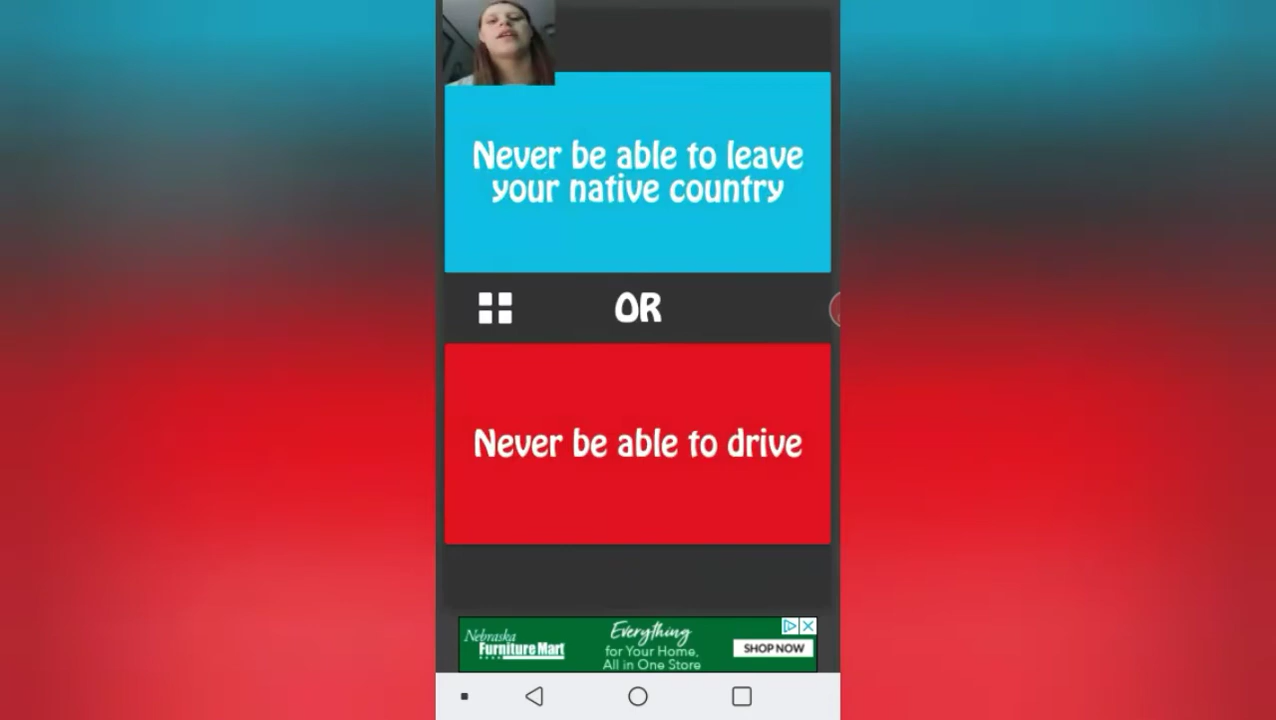 Never be able to leave
your native country
OR
Never be able to drive
Nebraska
Furniture Mart
Everything
for Your Home,
All in One Store
SHOP NOW